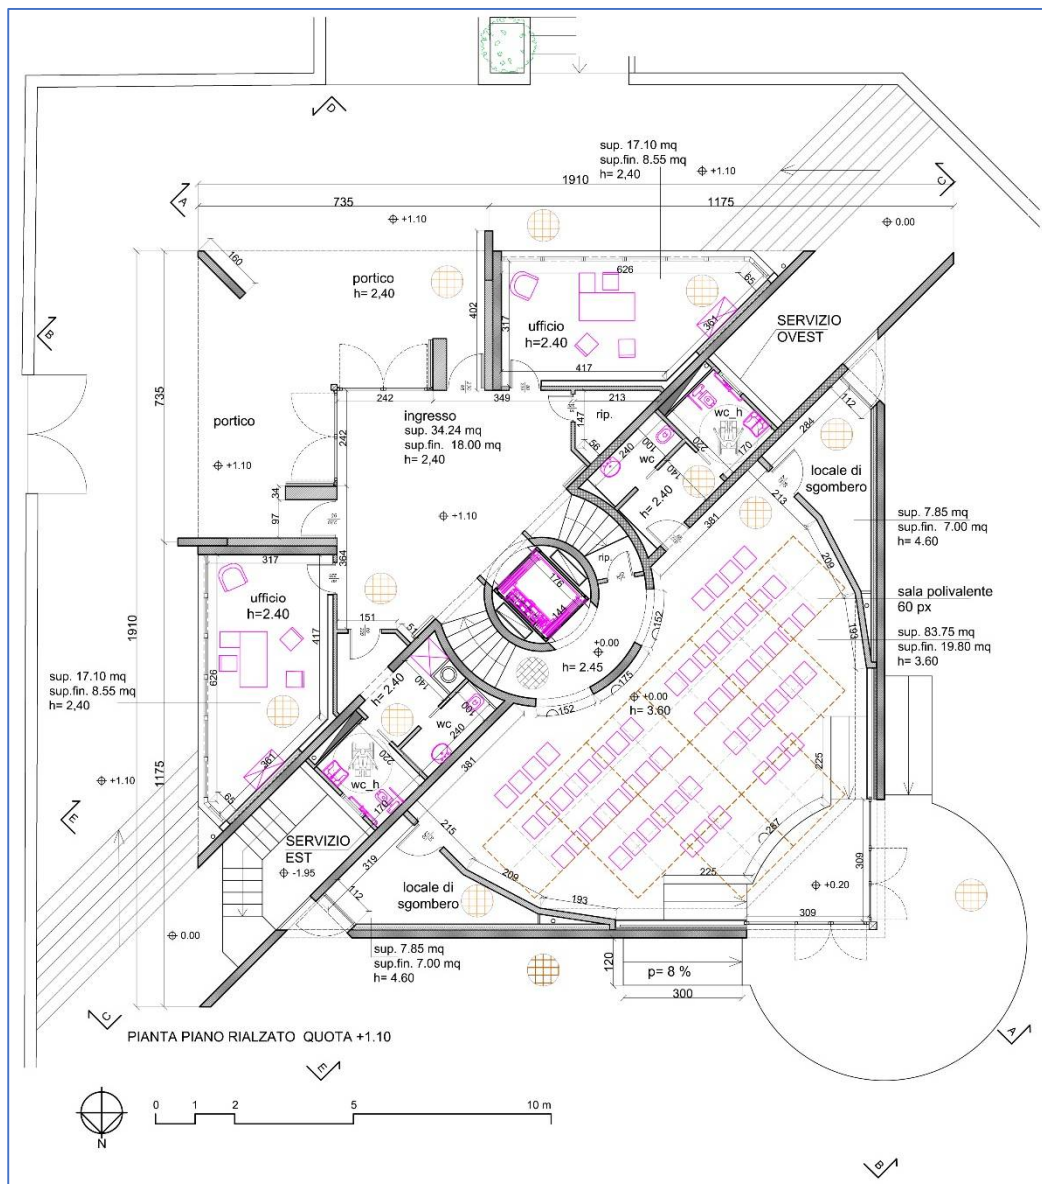 D
sup. 17.10 mq
sup.fin. 8.55 mq
h= 2,40
+1.10
C
1910
A
735
1175
+1.10
0.00
160
portico
h= 2,40
626
65
402
317
361
ufficio
h=2.40
SERVIZIO
OVEST
B
417
242
349
213
112
735
portico
242
ingresso
sup. 34.24 mq
sup.fin. 18.00 mq
h= 2,40
147
rip.
56
240
100
wc_h
wc
220
170
284
140
locale di
sgombero
+1.10
h= 2.40
213
34
97
+1.10
381
sup. 7.85 mq
sup.fin. 7.00 mq
h= 4.60
317
364
rip.
209
ufficio
h=2.40
176
144
sala polivalente
60 px
1910
151
51
152
193
sup. 83.75 mq
sup.fin. 19.80 mq
h= 3.60
417
+0.00
h= 2.45
626
sup. 17.10 mq
sup.fin. 8.55 mq
h= 2,40
h= 2.40
140
175
+0.00
h= 3.60
100
wc
152
240
220
361
381
225
+1.10
1175
wc_h
65
170
287
E
SERVIZIO
EST
215
-1.95
319
309
locale di
sgombero
209
225
+0.20
112
193
309
0.00
sup. 7.85 mq
sup.fin. 7.00 mq
h= 4.60
120
p= 8 %
300
C
PIANTA PIANO RIALZATO QUOTA +1.10
A
E
0 1 2 5 10 m
N
B